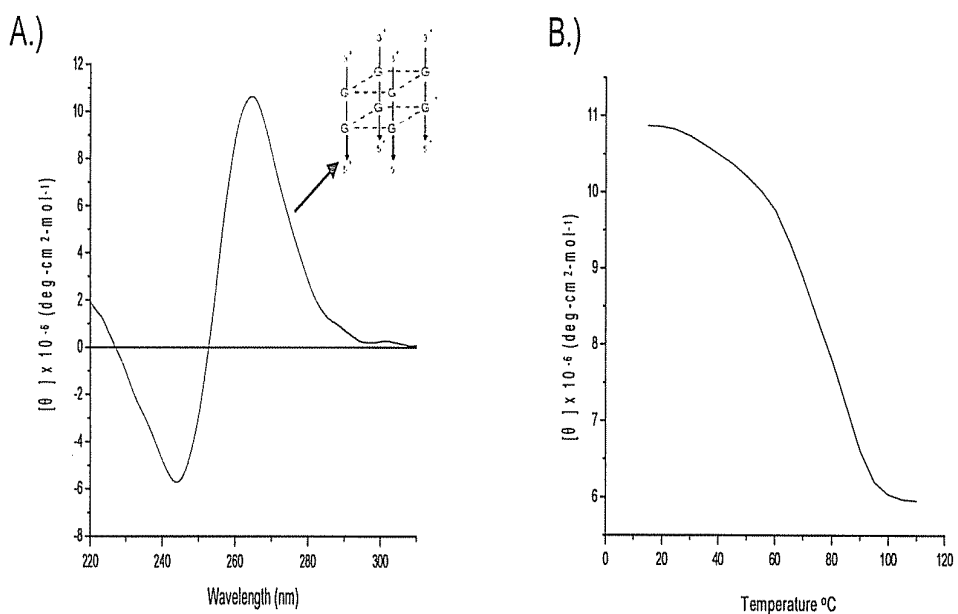 A.)
12
10
8
6
4
2
0
-2
-4
-6
-8
220 240 260 280 300
Wavelength (nm)
[θ] x 10⁻⁶ (deg-cm²-mol⁻¹)
G G
G G
G G
G G
B.)
11
10
9
8
7
6
0 20 40 60 80 100 120
Temperature ºC
[θ] x 10⁻⁶ (deg-cm²-mol⁻¹)